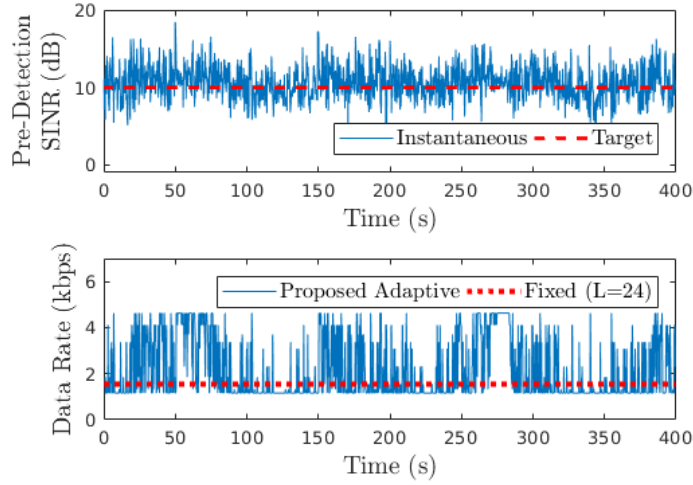 20
10
0
Pre-Detection
SINR (dB)
Instantaneous Target
0 50 100 150 200 250 300 350 400
Time (s)
6
4
2
0
Data Rate (kbps)
Proposed Adaptive Fixed (L=24)
0 50 100 150 200 250 300 350 400
Time (s)